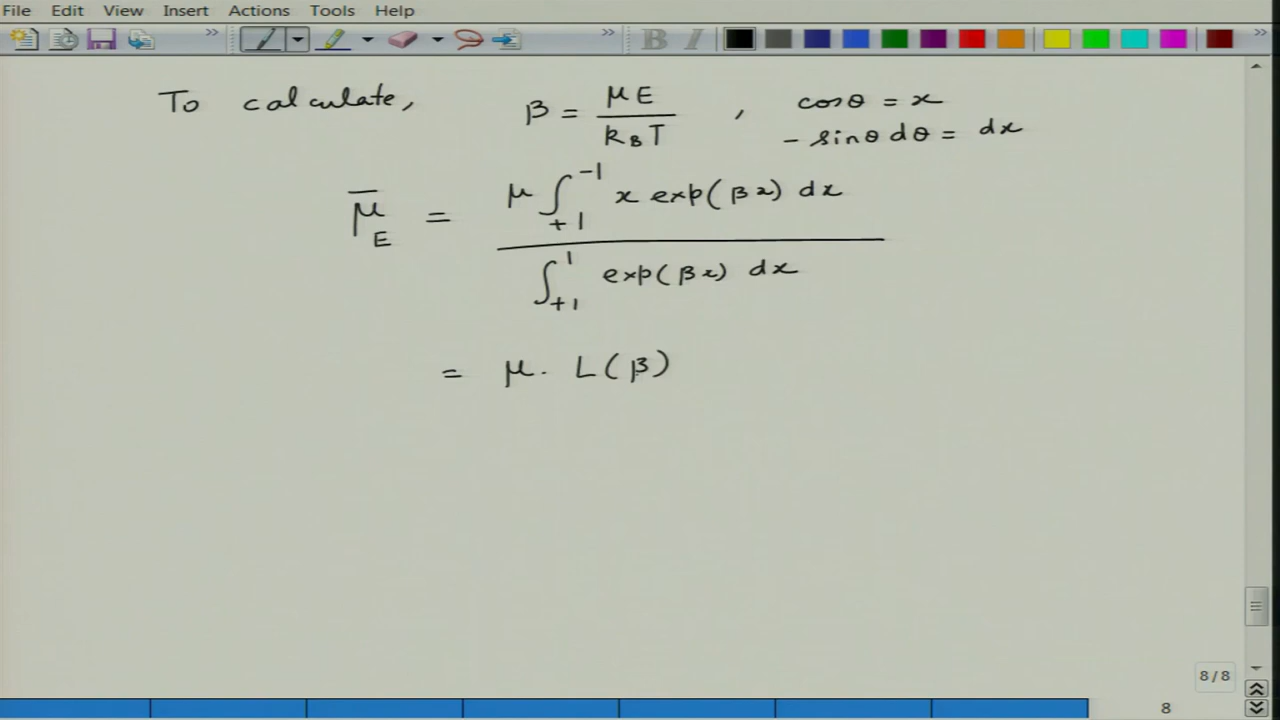 File Edit View Insert Actions Tools Help
B I
To calculate, β = μE / k_B T , cosθ = x
- sinθ dθ = dx
μ̄_E = μ ∫_{+1}^{-1} x exp(βx) dx / ∫_{+1}^{1} exp(βx) dx
= μ. L(β)
8/8
8